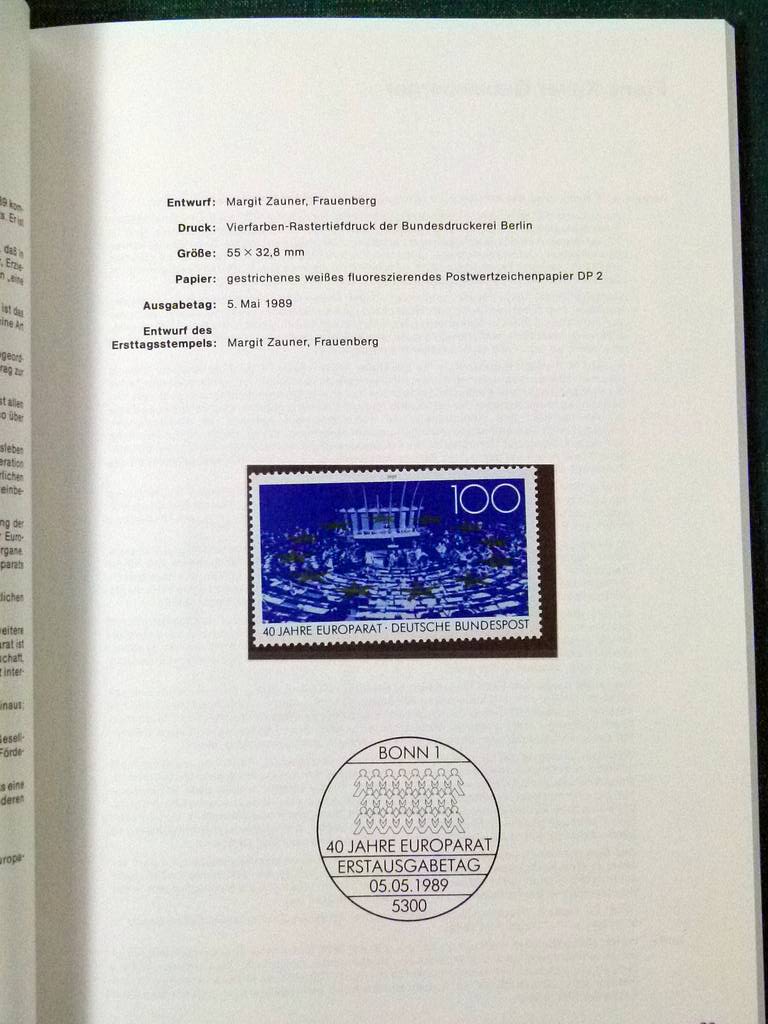 Entwurf: Margit Zauner, Frauenberg
Druck: Vierfarben-Rastertiefdruck der Bundesdruckerei Berlin
Größe: 55 × 32,8 mm
Papier: gestrichenes weißes fluoreszierendes Postwertzeichenpapier DP 2
Ausgabetag: 5. Mai 1989
Entwurf des
Ersttagsstempels: Margit Zauner, Frauenberg
100
40 JAHRE EUROPARAT · DEUTSCHE BUNDESPOST
BONN 1
40 JAHRE EUROPARAT
ERSTAUSGABETAG
05.05.1989
5300